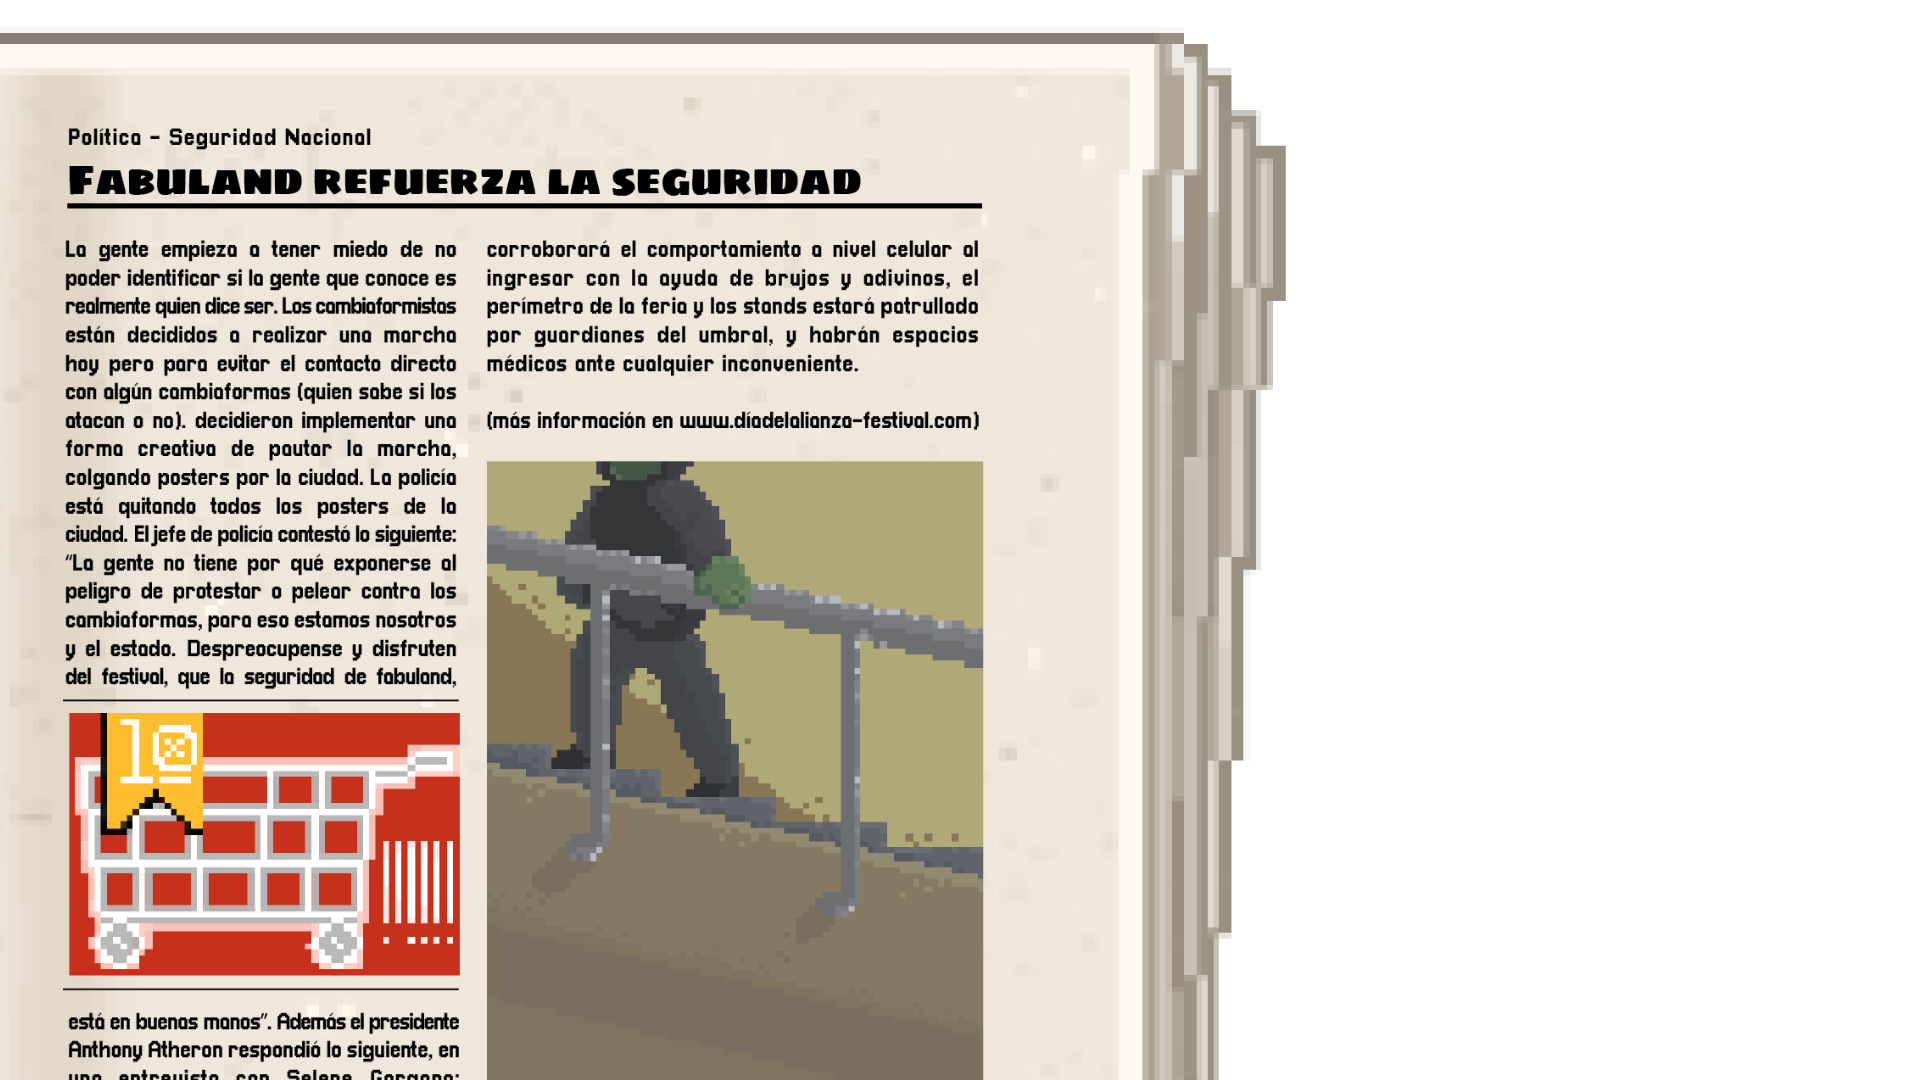 Política - Seguridad Nacional
FABULAND REFUERZA LA SEGURIDAD
La gente empieza a tener miedo de no
poder identificar si la gente que conoce es
realmente quien dice ser. Los cambiaformistas
están decididos a realizar una marcha
hoy pero para evitar el contacto directo
con algún cambiaformas (quien sabe si los
atacan o no). decidieron implementar una
forma creativa de pautar la marcha,
colgando posters por la ciudad. La policía
está quitando todos los posters de la
ciudad. El jefe de policía contestó lo siguiente:
"La gente no tiene por qué exponerse al
peligro de protestar o pelear contra los
cambiaformas, para eso estamos nosotros
y el estado. Despreocupense y disfruten
del festival, que la seguridad de fabuland,
1@
está en buenas manos". Además el presidente
Anthony Atheron respondió lo siguiente, en
una entrevista con Selene Gorgona:
corroborará el comportamiento a nivel celular al
ingresar con la ayuda de brujos y adivinos, el
perímetro de la feria y los stands estará patrullado
por guardianes del umbral, y habrán espacios
médicos ante cualquier inconveniente.
(más información en www.díadelalianza-festival.com)